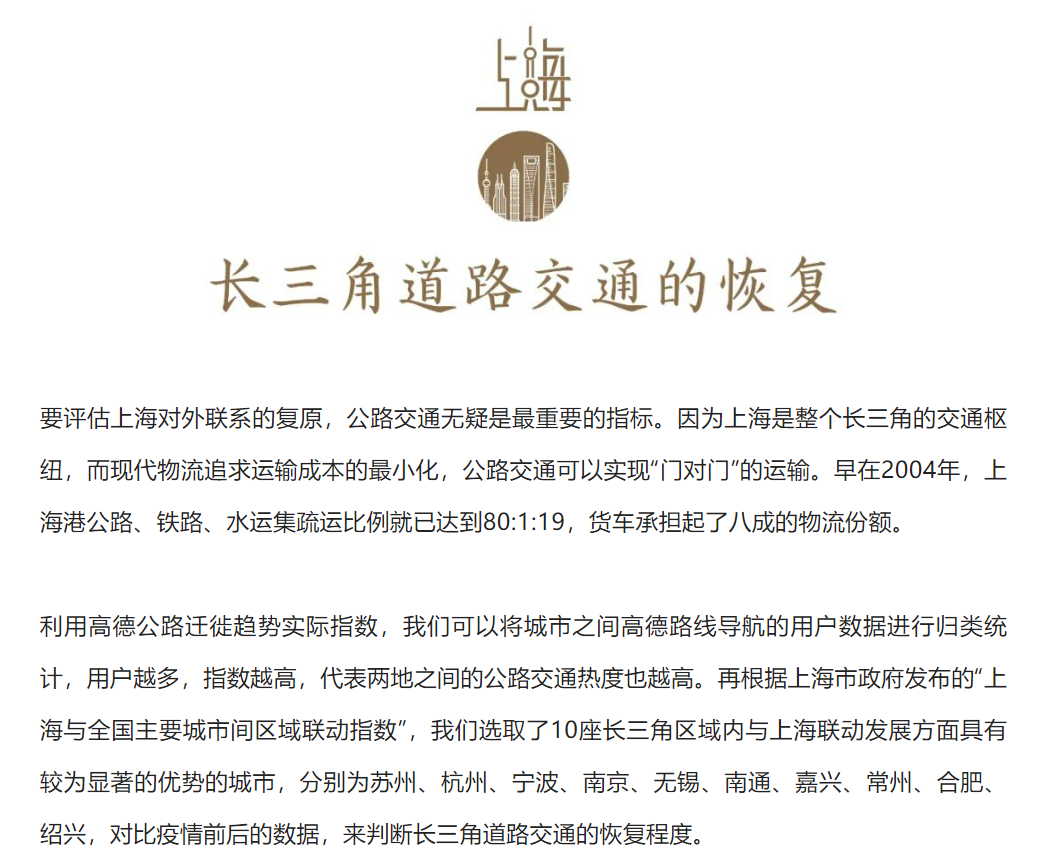 上海
长三角道路交通的恢复
要评估上海对外联系的复原，公路交通无疑是最重要的指标。因为上海是整个长三角的交通枢
纽，而现代物流追求运输成本的最小化，公路交通可以实现“门对门”的运输。早在2004年，上
海港公路、铁路、水运集疏运比例就已达到80:1:19，货车承担起了八成的物流份额。
利用高德公路迁徙趋势实际指数，我们可以将城市之间高德路线导航的用户数据进行归类统
计，用户越多，指数越高，代表两地之间的公路交通热度也越高。再根据上海市政府发布的“上
海与全国主要城市间区域联动指数”，我们选取了10座长三角区域内与上海联动发展方面具有
较为显著的优势的城市，分别为苏州、杭州、宁波、南京、无锡、南通、嘉兴、常州、合肥、
绍兴，对比疫情前后的数据，来判断长三角道路交通的恢复程度。